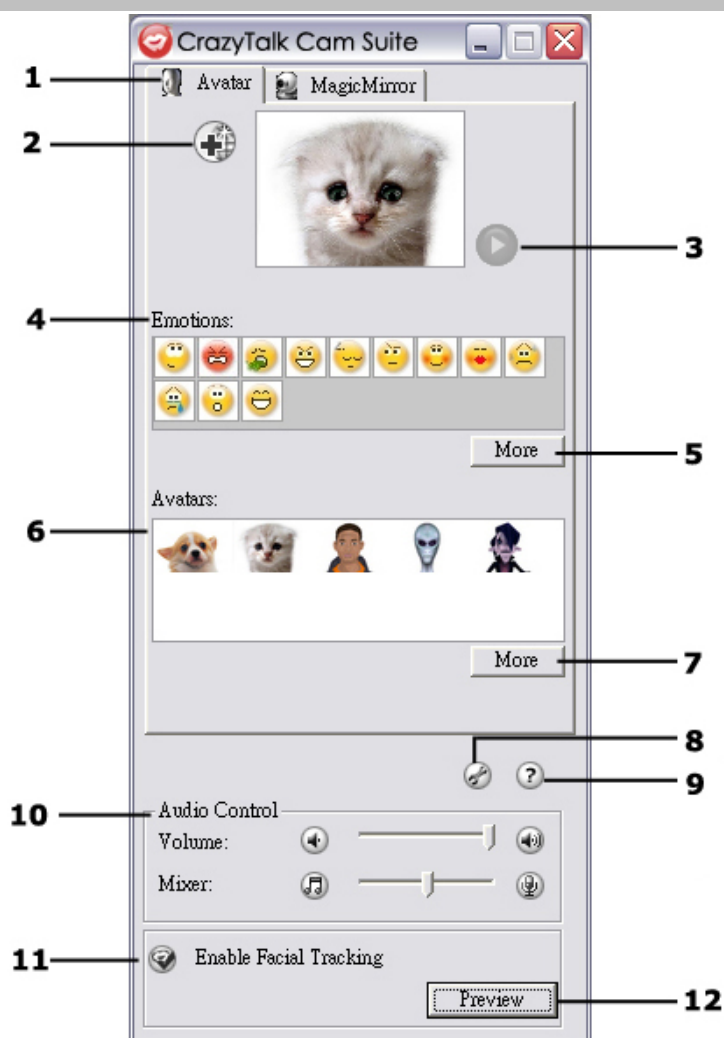 CrazyTalk Cam Suite
1
Avatar MagicMirror
2
3
4
Emotions:
More
5
Avatars:
6
More
7
8
?
9
10
Audio Control
Volume:
Mixer:
11
Enable Facial Tracking
Preview
12